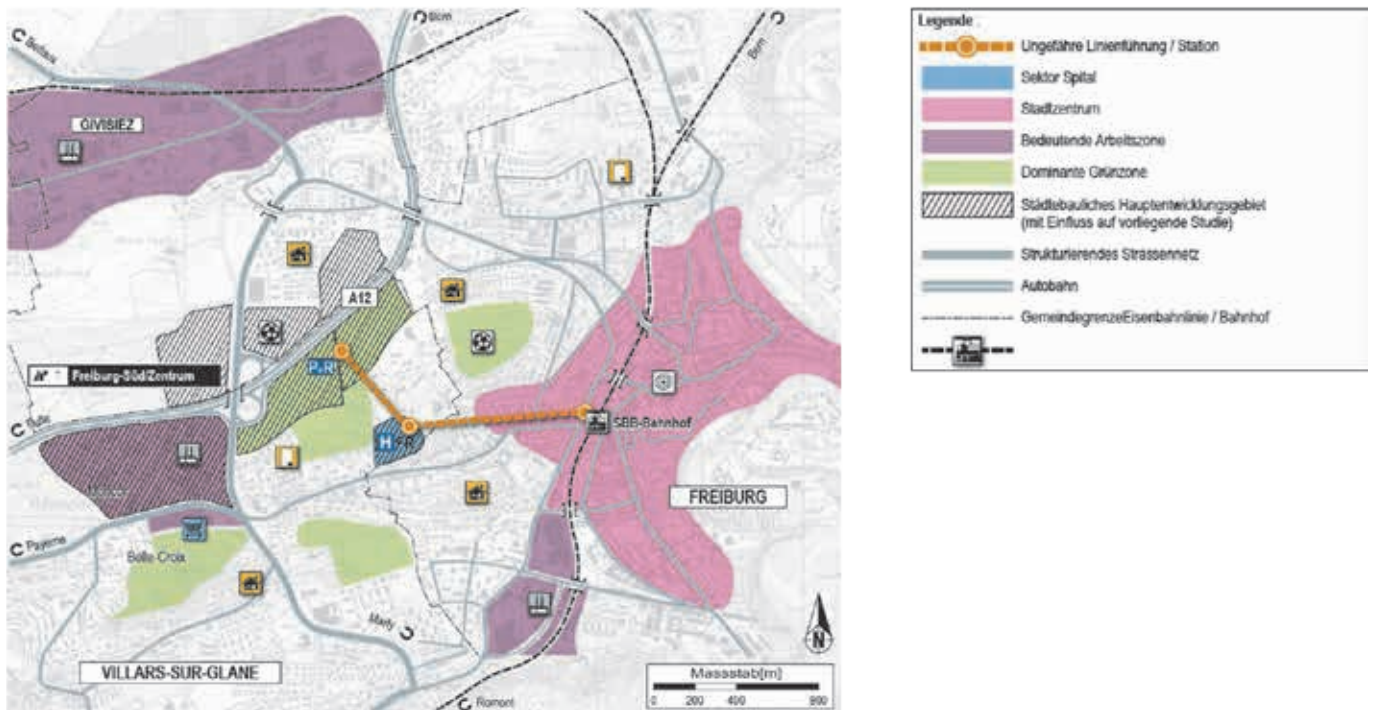 Bern
Bern
Belfaux
GIVISIEZ
A12
P+R
Freiburg-Süd/Zentrum
Bulle
H FR
SBB-Bahnhof
FREIBURG
Payerne
Belle-Croix
Marly
VILLARS-SUR-GLANE
Romont
N
Massstab[m]
0 200 400
Legende
Ungefähre Linienführung / Station
Sektor Spital
Stadtzentrum
Bedeutende Arbeitszone
Dominante Grünzone
Städtebauliches Hauptentwicklungsgebiet
(mit Einfluss auf vorliegende Studie)
Strukturierendes Strassennetz
Autobahn
GemeindegrenzeEisenbahnlinie / Bahnhof